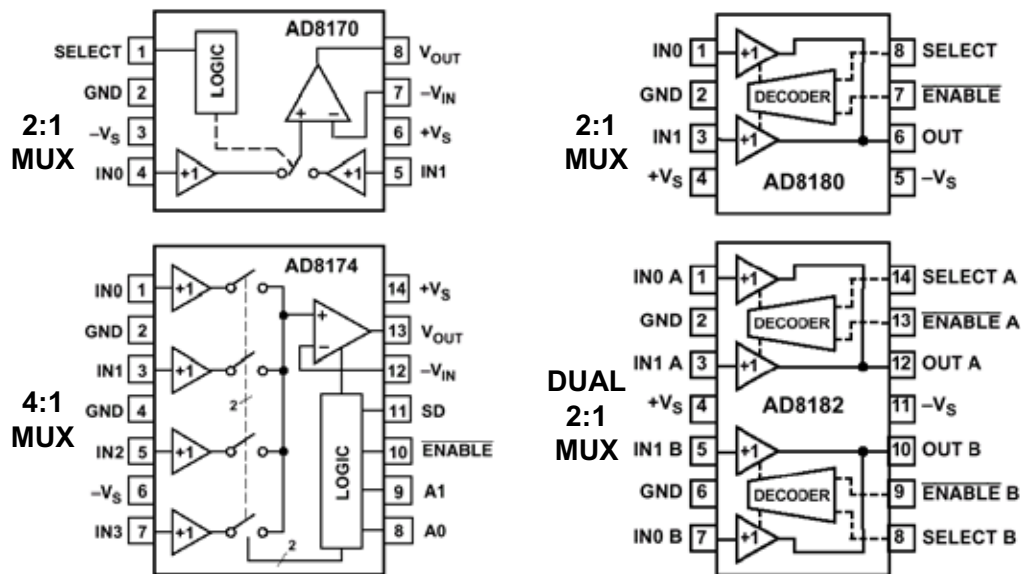 AD8170
SELECT 1
LOGIC
8 VOUT
GND 2
+ −
7 −VIN
2:1
MUX
−VS 3
6 +VS
IN0 4
+1
+1
5 IN1
AD8180
IN0 1
+1
8 SELECT
GND 2
DECODER
7 ENABLE
2:1
MUX
IN1 3
+1
6 OUT
+VS 4
5 −VS
AD8174
IN0 1
+1
14 +VS
GND 2
+
−
13 VOUT
IN1 3
+1
12 −VIN
4:1
MUX
GND 4
2
11 SD
IN2 5
+1
LOGIC
10 ENABLE
−VS 6
9 A1
IN3 7
+1
2
8 A0
IN0 A 1
+1
14 SELECT A
GND 2
DECODER
13 ENABLE A
IN1 A 3
+1
12 OUT A
DUAL
2:1
MUX
+VS 4
AD8182
11 −VS
IN1 B 5
+1
10 OUT B
GND 6
DECODER
9 ENABLE B
IN0 B 7
+1
8 SELECT B